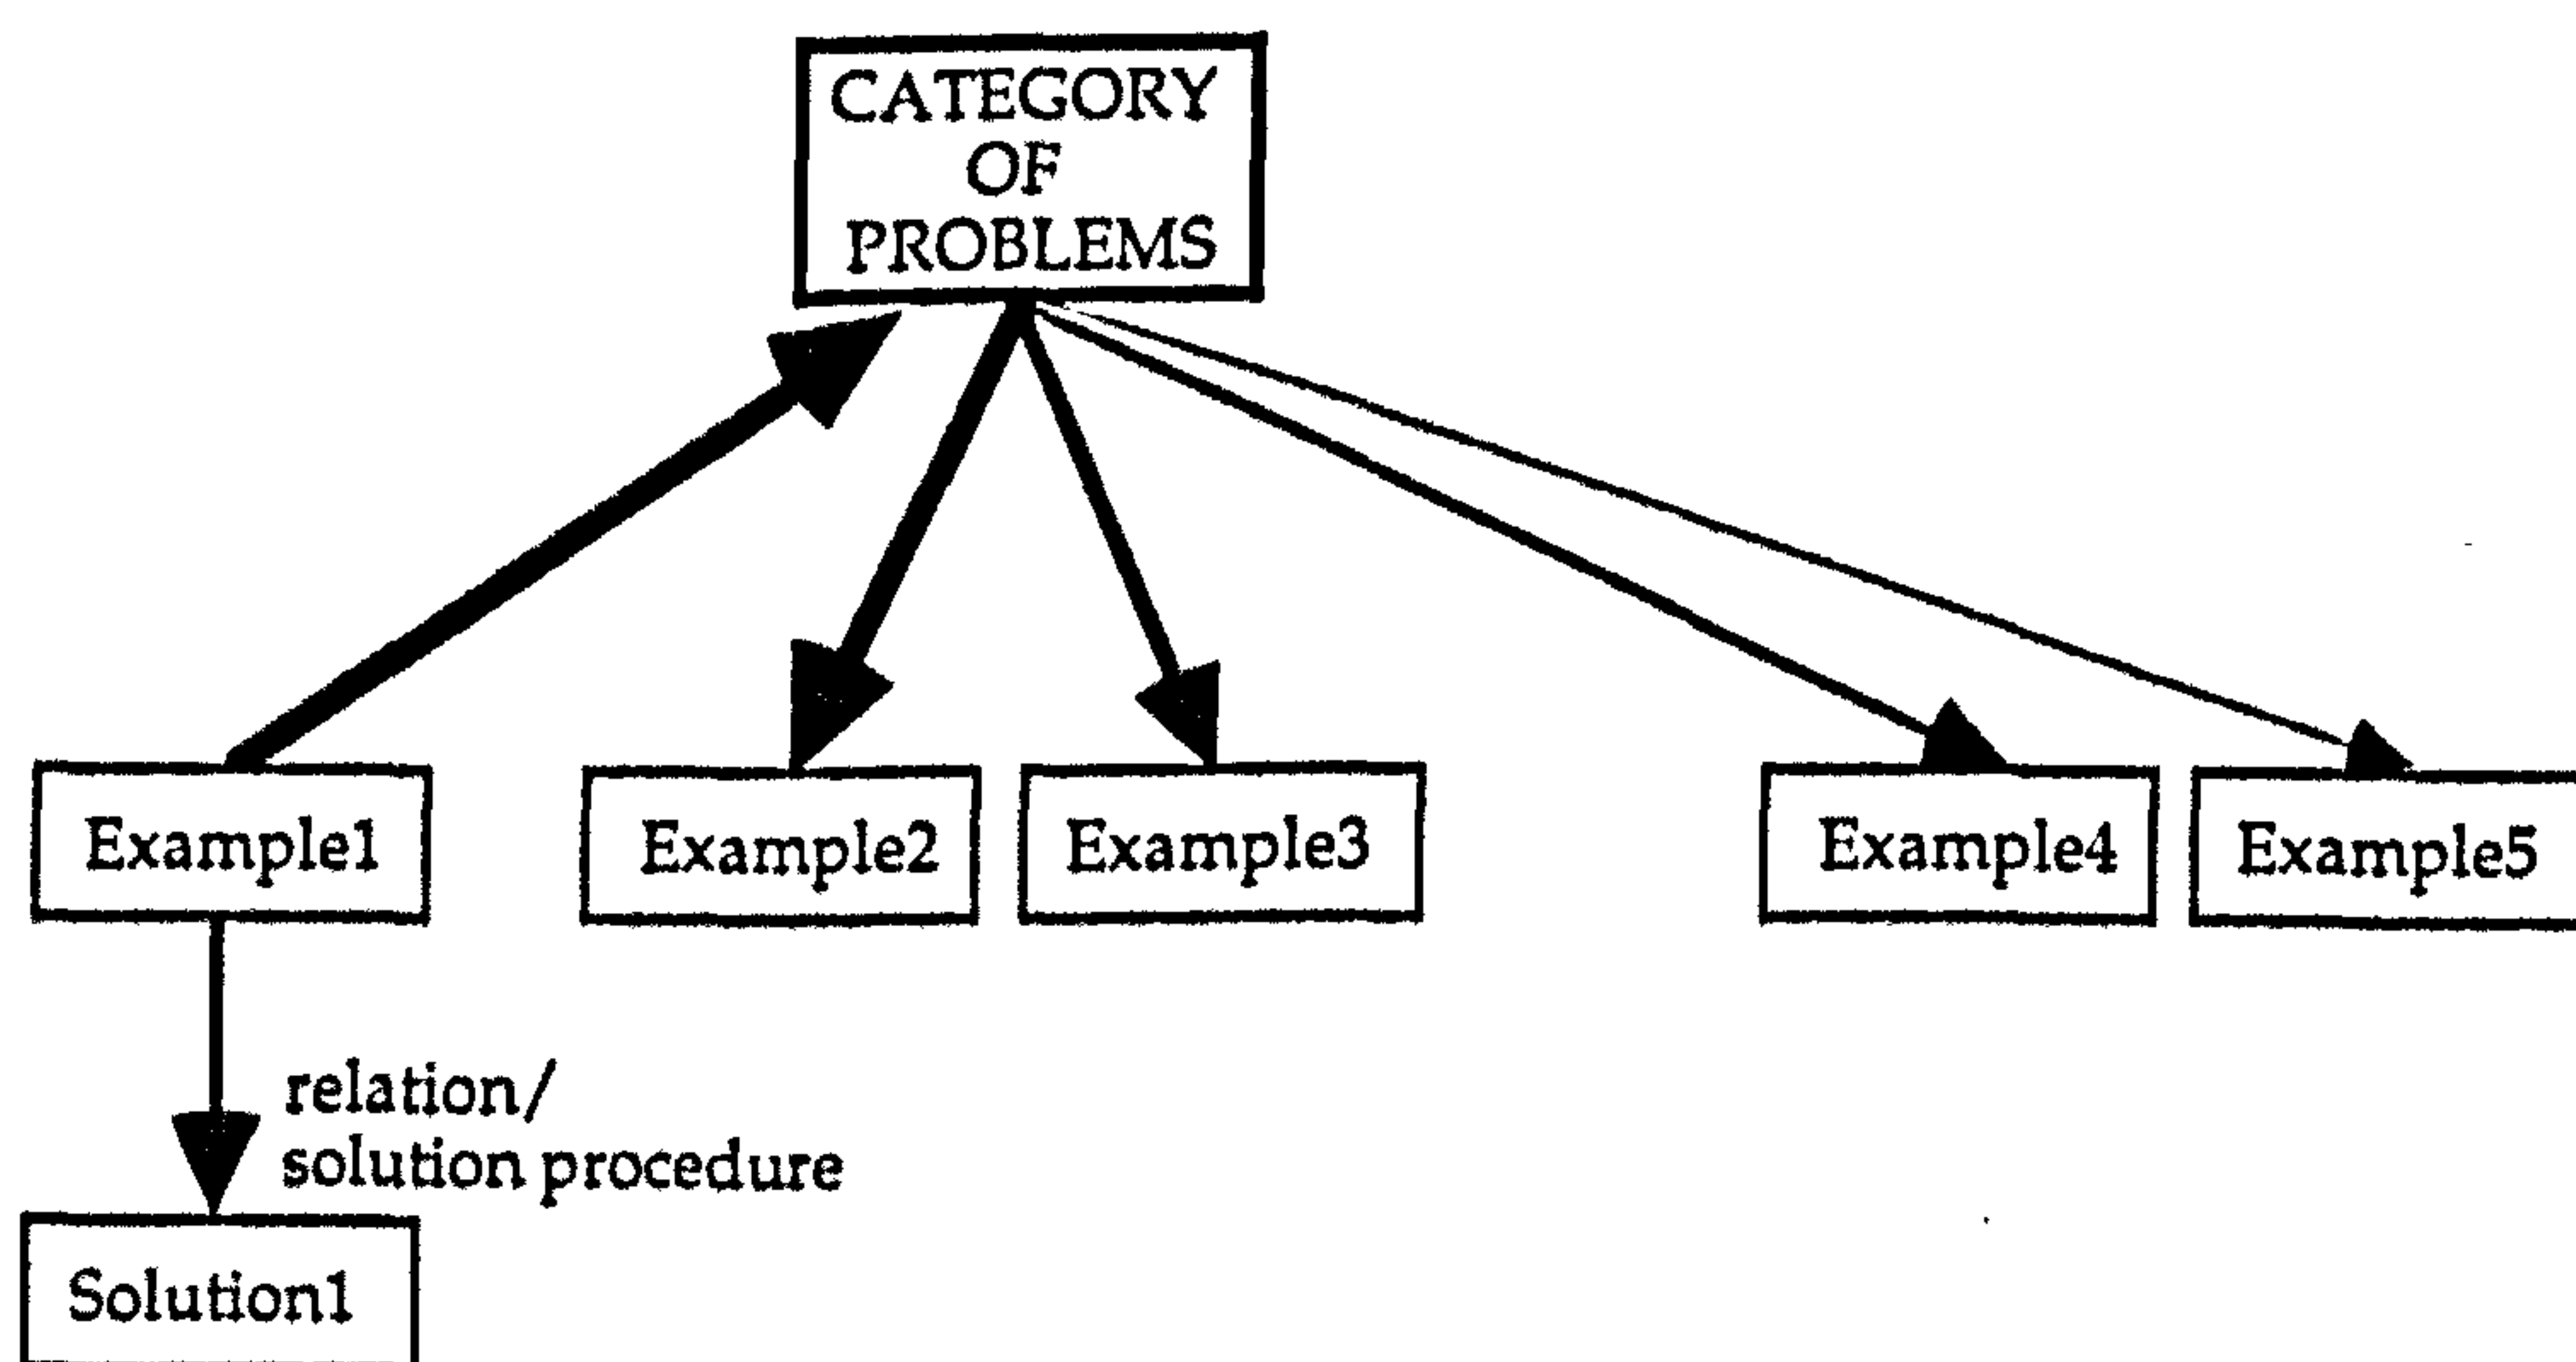 CATEGORY
OF
PROBLEMS
Example1
Example2
Example3
Example4
Example5
relation/
solution procedure
Solution1